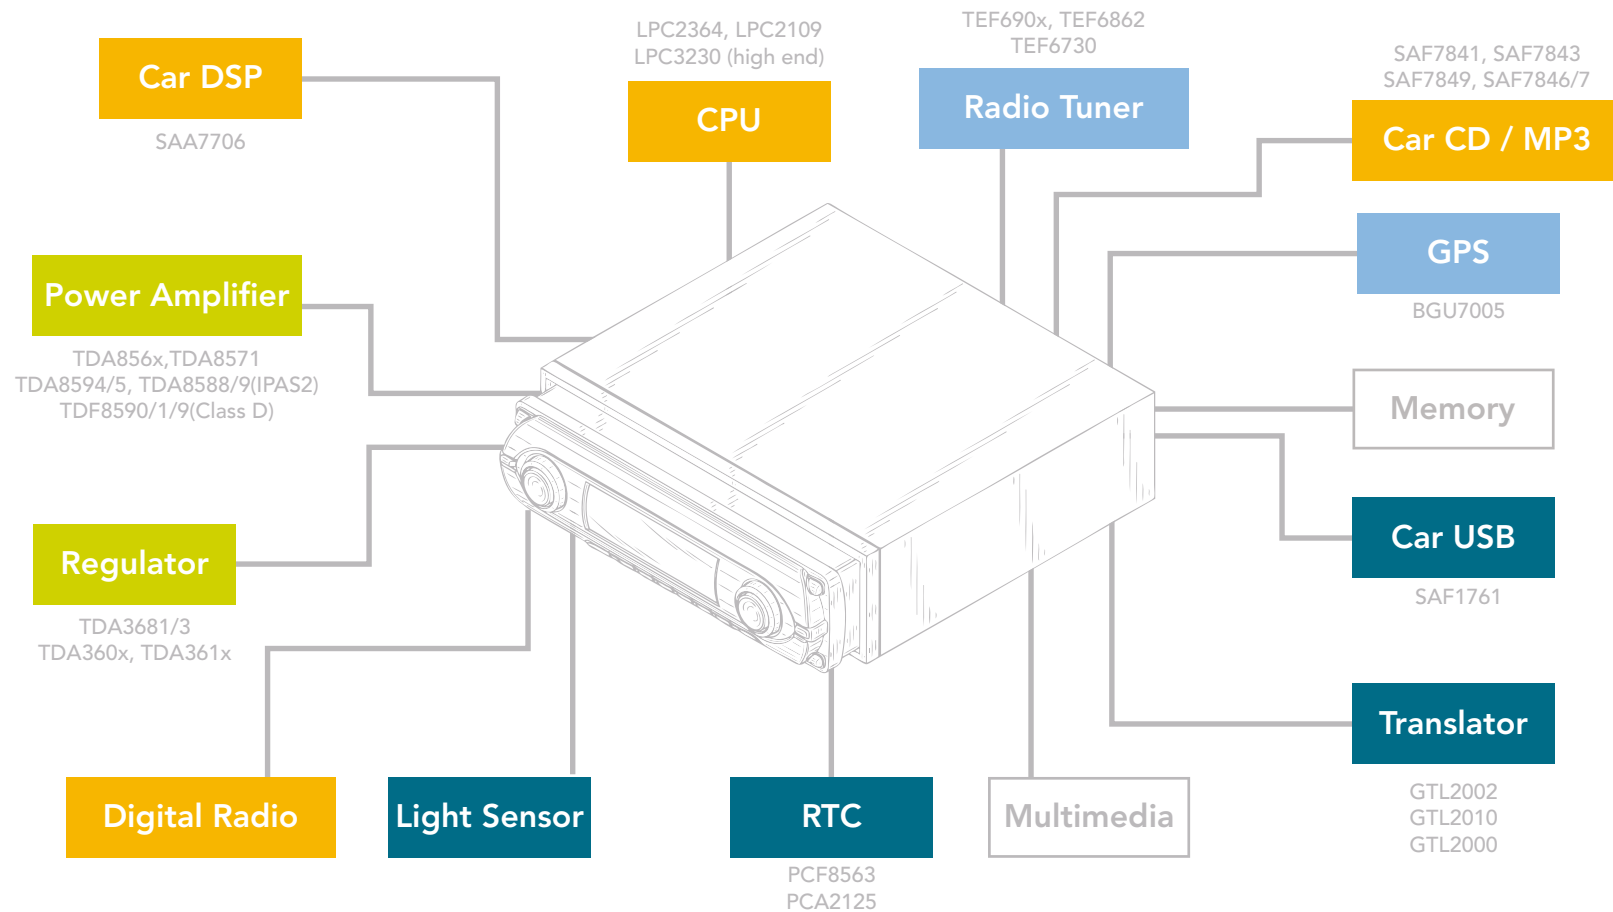 Car DSP
SAA7706
LPC2364, LPC2109
LPC3230 (high end)
CPU
TEF690x, TEF6862
TEF6730
Radio Tuner
SAF7841, SAF7843
SAF7849, SAF7846/7
Car CD / MP3
GPS
BGU7005
Power Amplifier
TDA856x,TDA8571
TDA8594/5, TDA8588/9(IPAS2)
TDF8590/1/9(Class D)
Memory
Car USB
SAF1761
Regulator
TDA3681/3
TDA360x, TDA361x
Translator
GTL2002
GTL2010
GTL2000
Digital Radio
Light Sensor
RTC
PCF8563
PCA2125
Multimedia